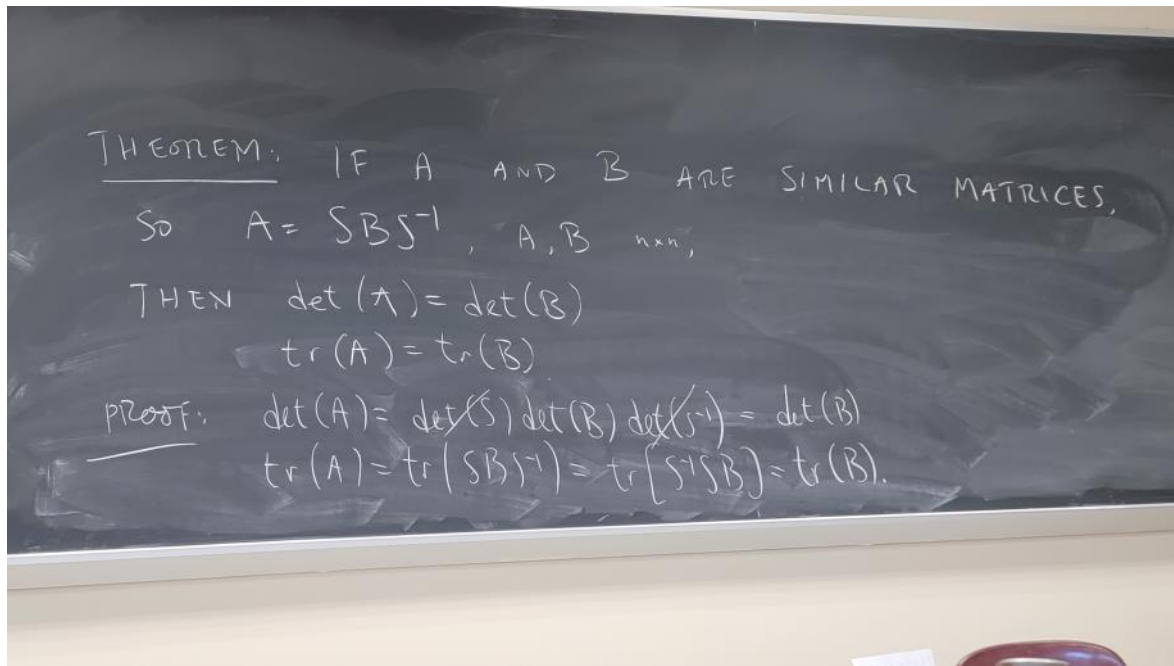 THEOREM: IF A AND B ARE SIMILAR MATRICES,
SO A = SBS⁻¹, A, B n×n,
THEN det(A) = det(B)
tr(A) = tr(B)
PROOF: det(A) = det(S) det(B) det(S⁻¹) = det(B)
tr(A) = tr(SBS⁻¹) = tr[S⁻¹SB] = tr(B).